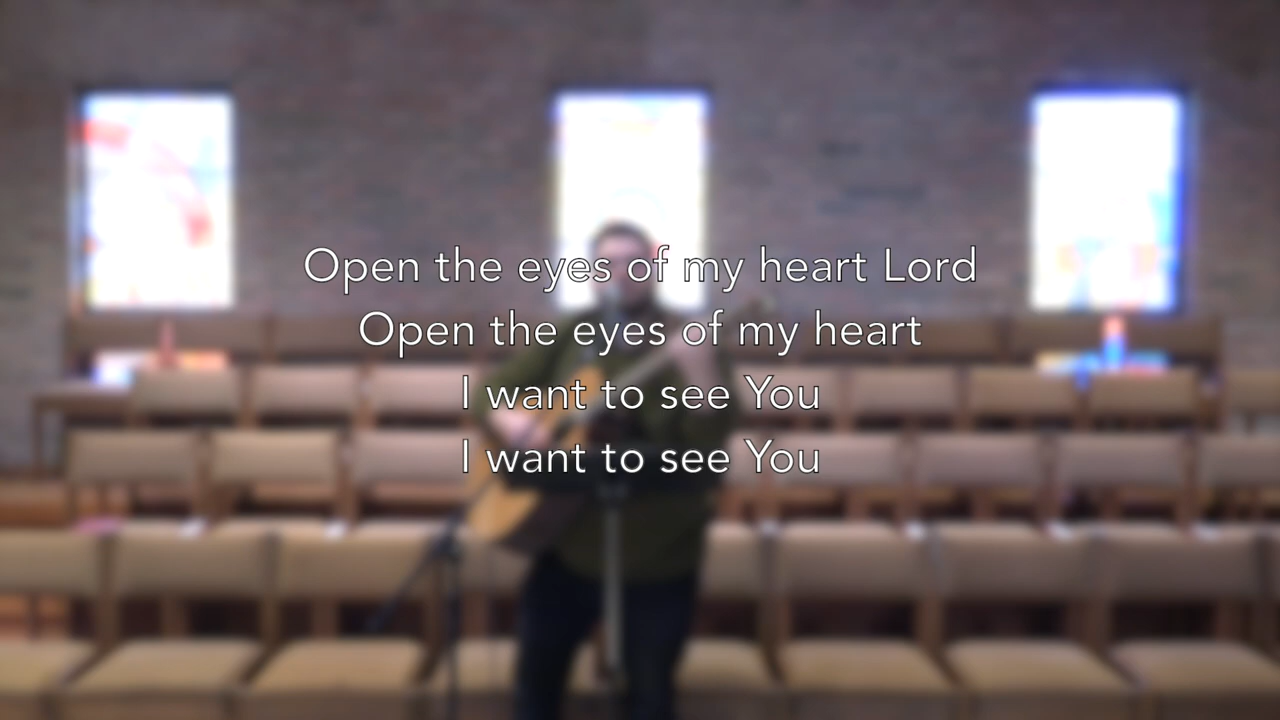 Open the eyes of my heart Lord
Open the eyes of my heart
I want to see You
I want to see You